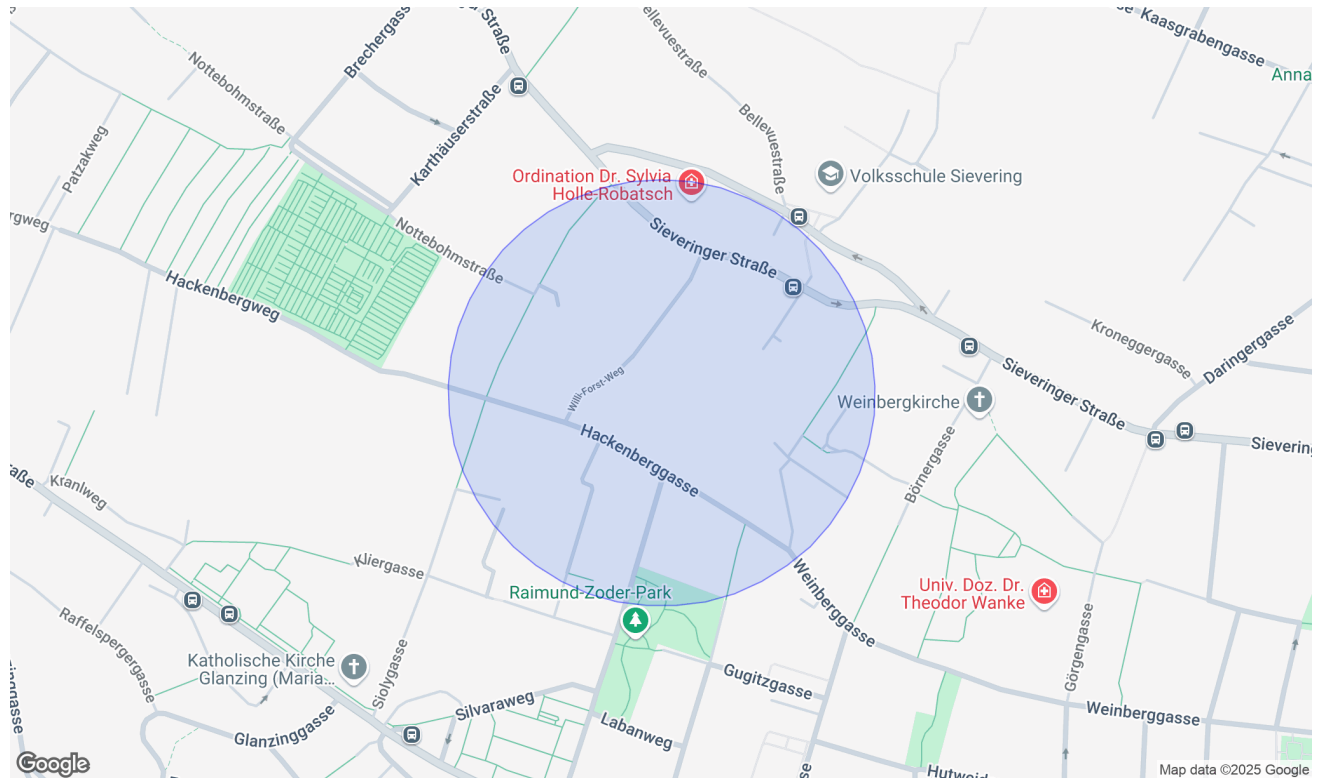 Kaasgrabengasse
Anna
Straße
Brechergasse
Bellevuestraße
Nottebohmstraße
Karthäuserstraße
Bellevuestraße
Patzakweg
Ordination Dr. Sylvia
Holle-Robatsch
Volksschule Sievering
Nottebohmstraße
Sieveringer Straße
rgweg
Hackenbergweg
Kroneggergasse
Daringergasse
Willi-Forst-Weg
Weinbergkirche
Sieveringer Straße
Hackenberggasse
Sievering
Börnergasse
aße
Kranlweg
Kliergasse
Weinberggasse
Raimund-Zoder-Park
Univ. Doz. Dr.
Theodor Wanke
Raffelspergergasse
Siolygasse
Görgengasse
Katholische Kirche
Glanzing (Maria...
Gugitzgasse
Silvaraweg
Weinberggasse
Glanzinggasse
Labanweg
Hutweid
Google
Map data ©2025 Google